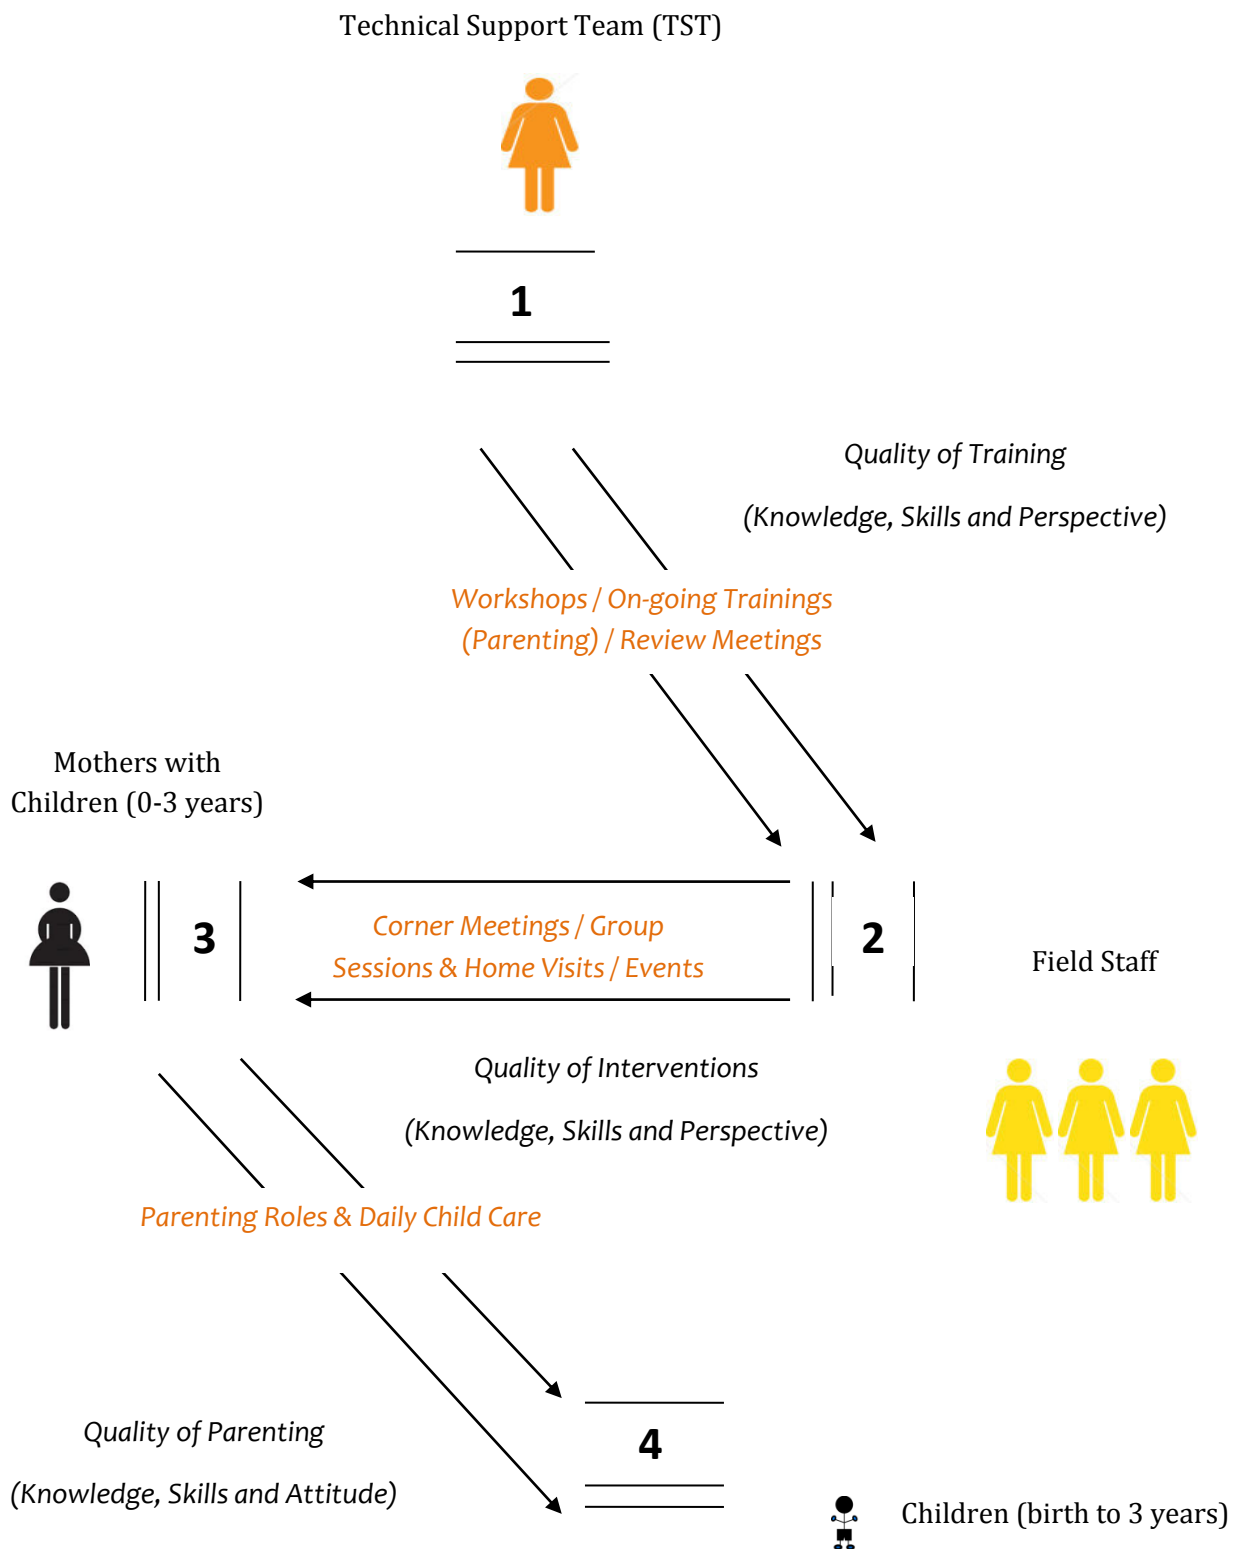 Technical Support Team (TST)
1
Quality of Training
(Knowledge, Skills and Perspective)
Workshops / On-going Trainings
(Parenting) / Review Meetings
Mothers with
Children (0-3 years)
3
Corner Meetings / Group
Sessions & Home Visits / Events
2
Field Staff
Quality of Interventions
(Knowledge, Skills and Perspective)
Parenting Roles & Daily Child Care
Quality of Parenting
(Knowledge, Skills and Attitude)
4
Children (birth to 3 years)